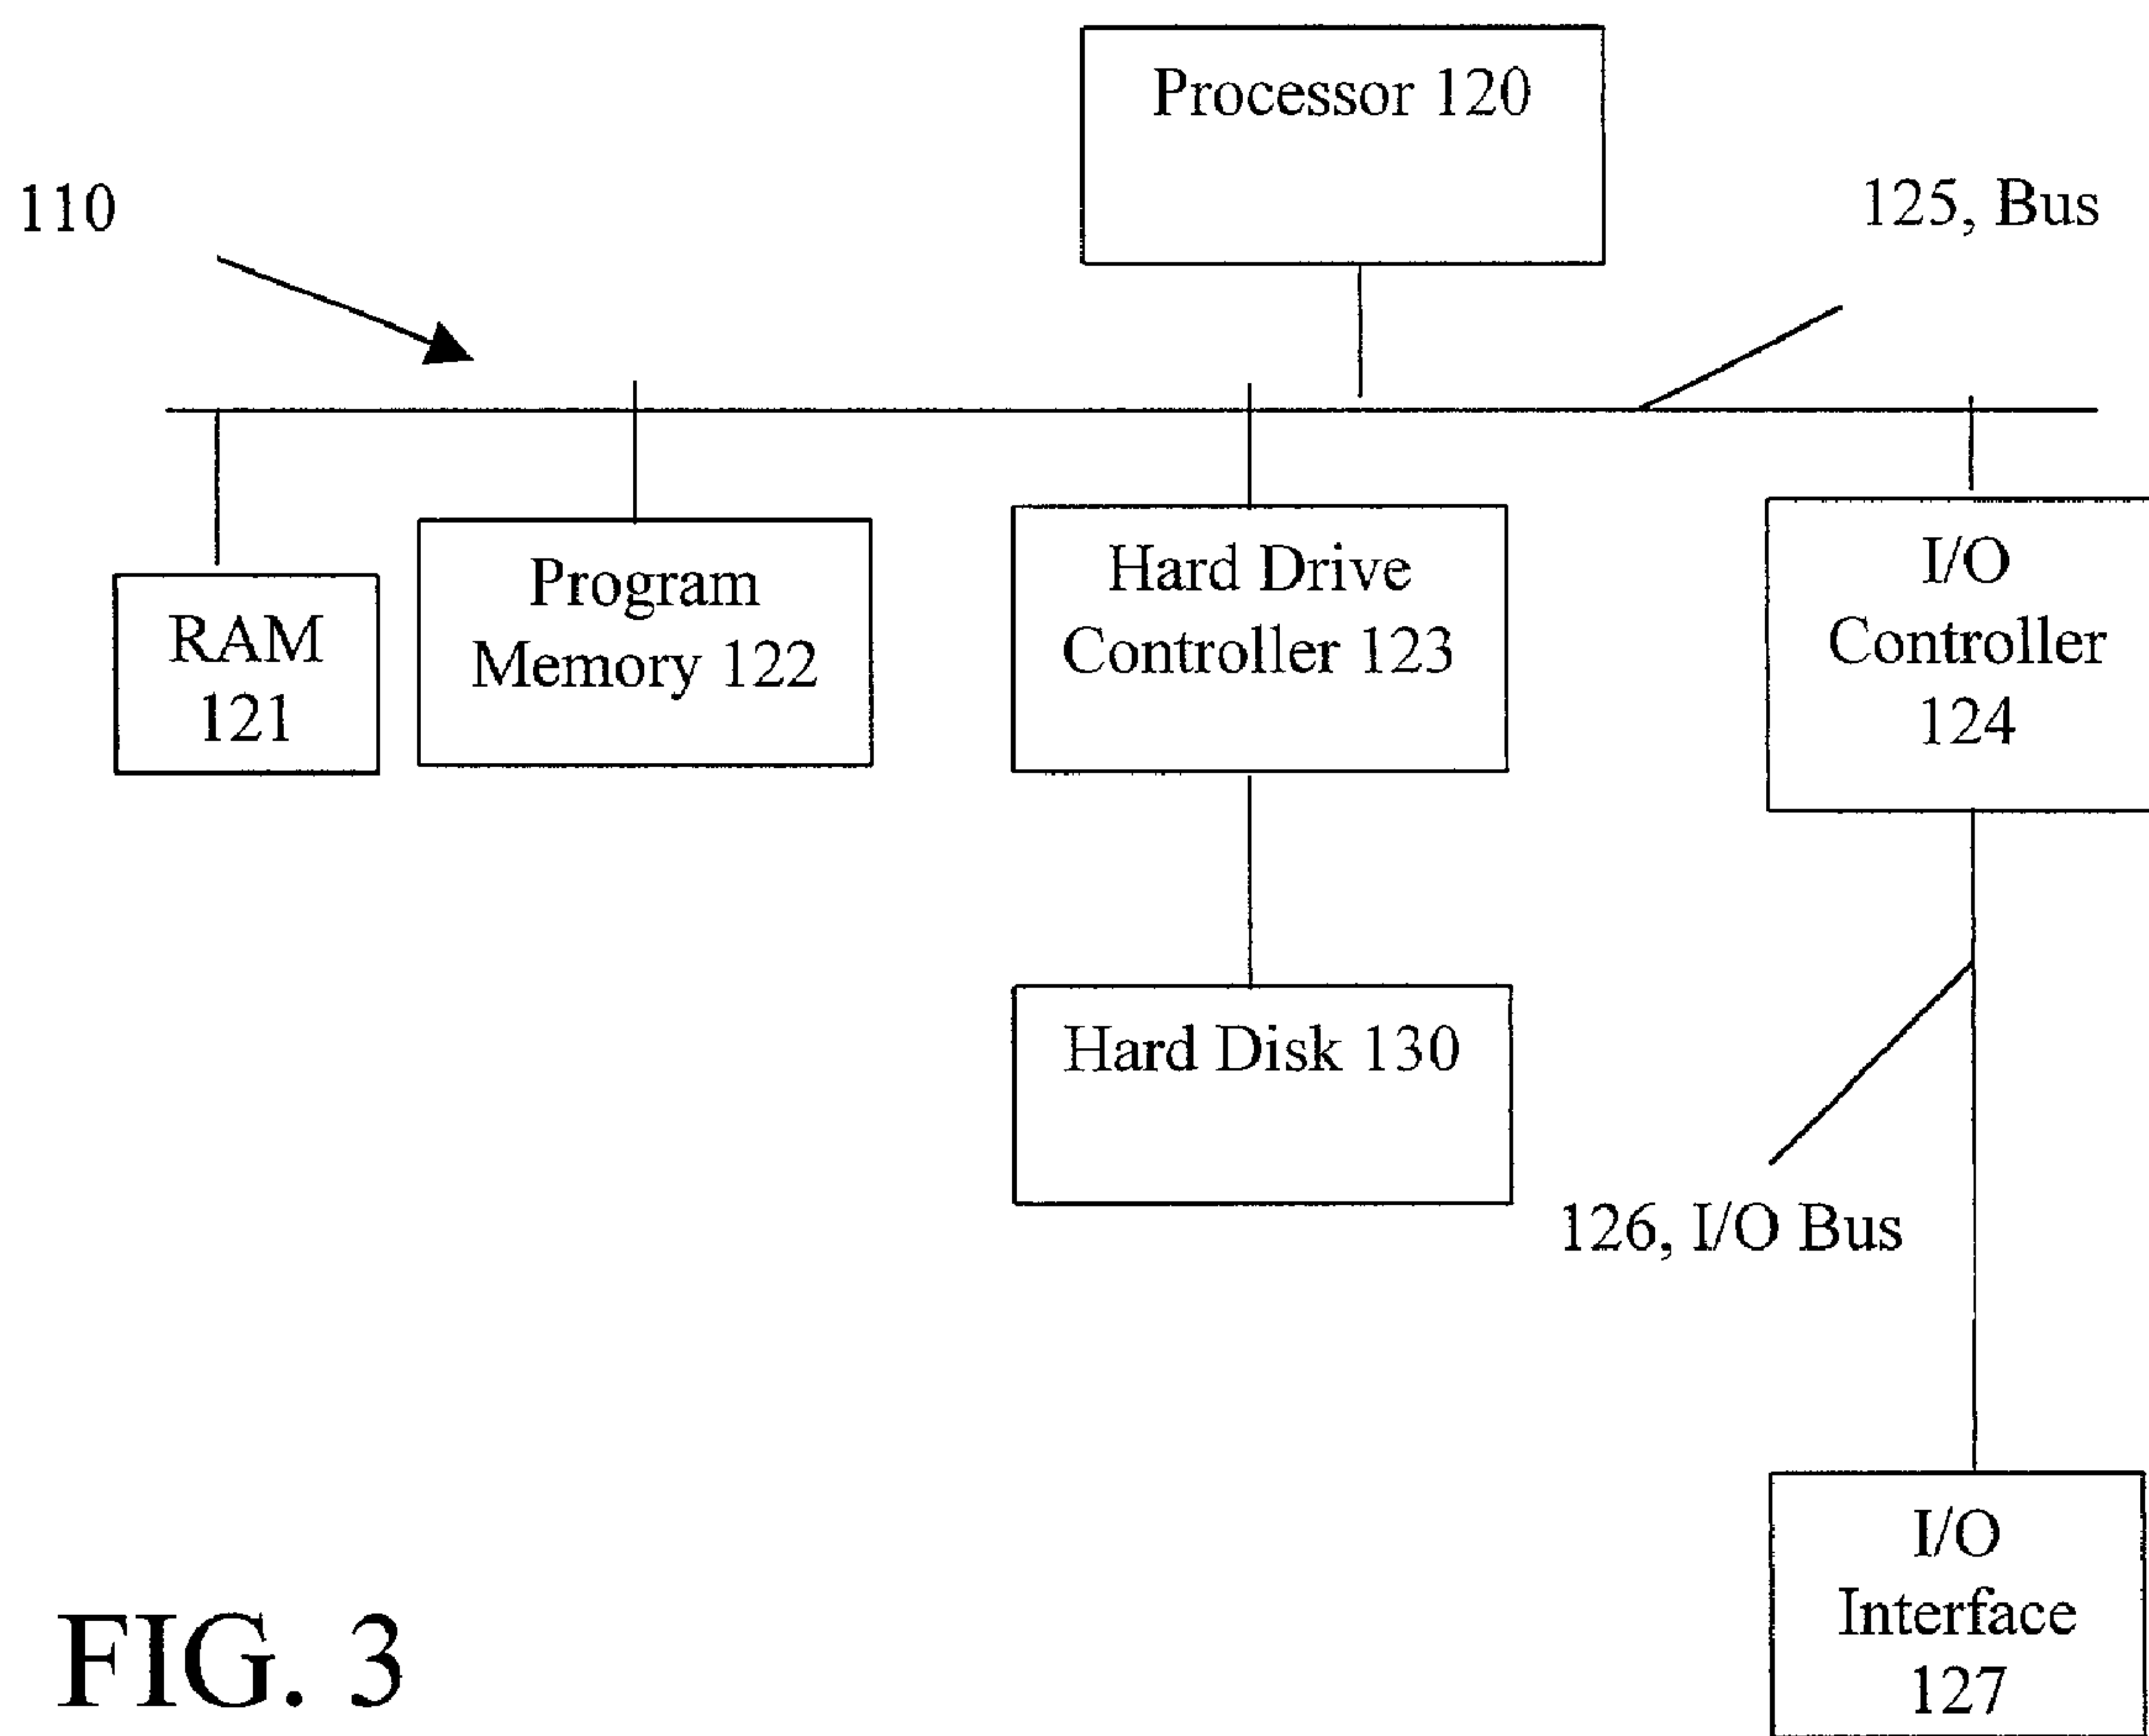 Processor 120
110
125, Bus
RAM
121
Program
Memory 122
Hard Drive
Controller 123
I/O
Controller
124
Hard Disk 130
126, I/O Bus
I/O
Interface
127
FIG. 3